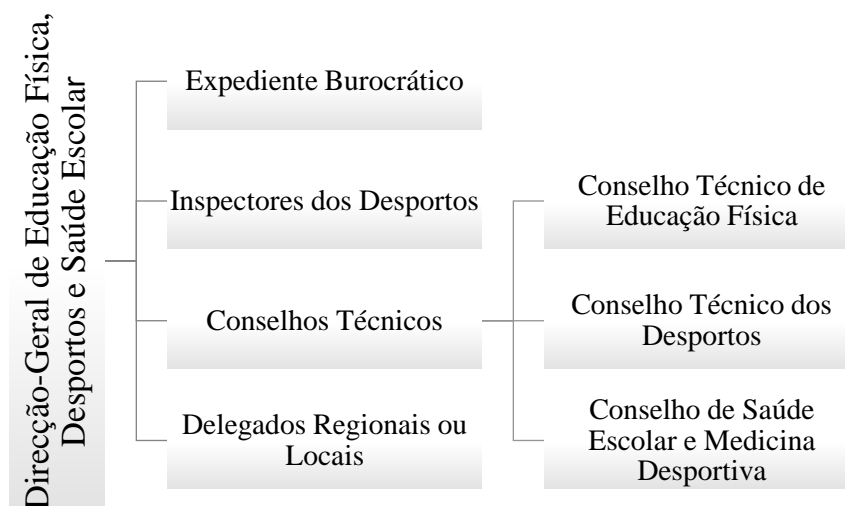 Direcção-Geral de Educação Física,
Desportos e Saúde Escolar
Expediente Burocrático
Inspectores dos Desportos
Conselhos Técnicos
Delegados Regionais ou
Locais
Conselho Técnico de
Educação Física
Conselho Técnico dos
Desportos
Conselho de Saúde
Escolar e Medicina
Desportiva